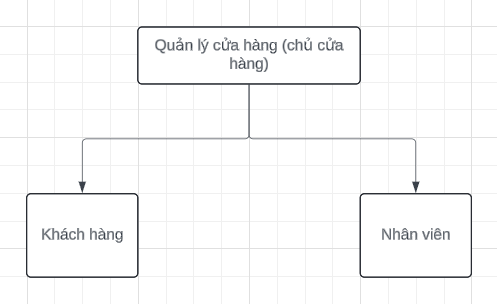 Quản lý cửa hàng (chủ cửa
hàng)
Khách hàng
Nhân viên